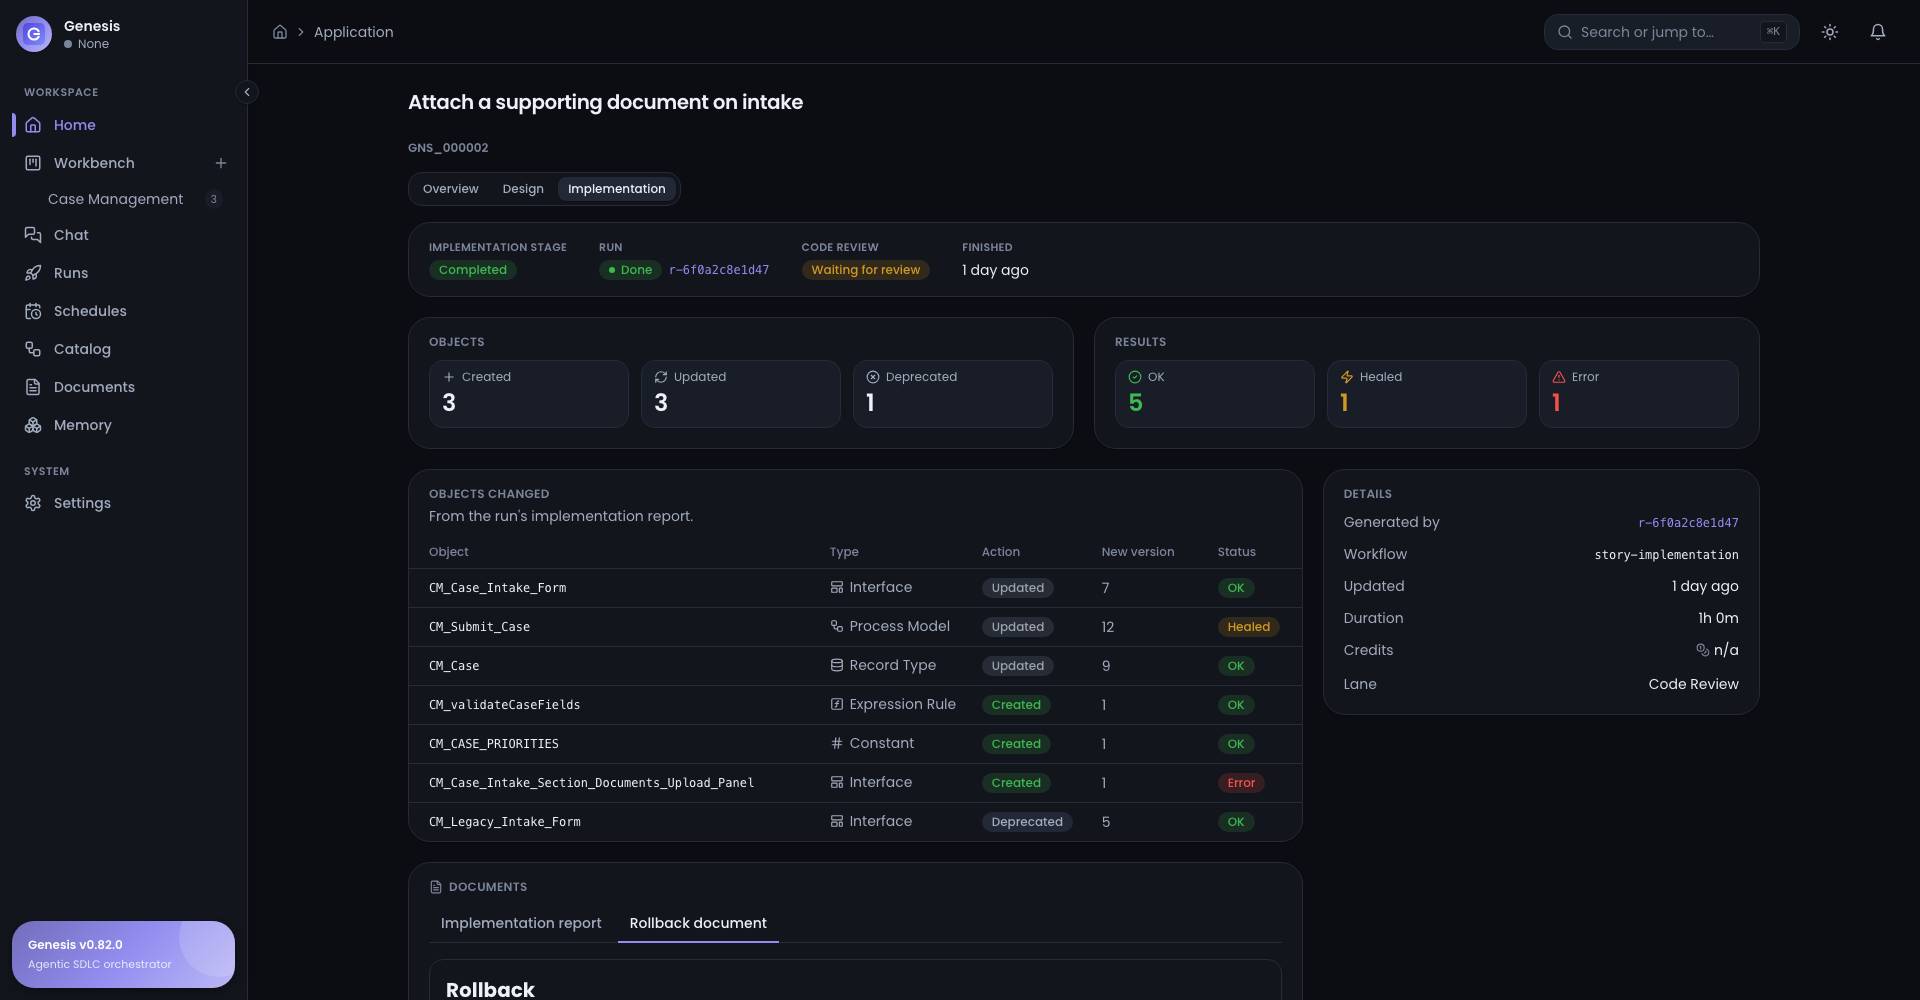 Genesis
None
WORKSPACE
Home
Workbench
Case Management 3
Chat
Runs
Schedules
Catalog
Documents
Memory
SYSTEM
Settings
Genesis v0.82.0
Agentic SDLC orchestrator
Application
Search or jump to... ⌘K
Attach a supporting document on intake
GNS_000002
Overview Design Implementation
IMPLEMENTATION STAGE RUN CODE REVIEW FINISHED
Completed Done r-6f0a2c8e1d47 Waiting for review 1 day ago
OBJECTS
Created Updated Deprecated
3 3 1
RESULTS
OK Healed Error
5 1 1
OBJECTS CHANGED
From the run's implementation report.
Object Type Action New version Status
CM_Case_Intake_Form Interface Updated 7 OK
CM_Submit_Case Process Model Updated 12 Healed
CM_Case Record Type Updated 9 OK
CM_validateCaseFields Expression Rule Created 1 OK
CM_CASE_PRIORITIES Constant Created 1 OK
CM_Case_Intake_Section_Documents_Upload_Panel Interface Created 1 Error
CM_Legacy_Intake_Form Interface Deprecated 5 OK
DETAILS
Generated by r-6f0a2c8e1d47
Workflow story-implementation
Updated 1 day ago
Duration 1h 0m
Credits n/a
Lane Code Review
DOCUMENTS
Implementation report Rollback document
Rollback